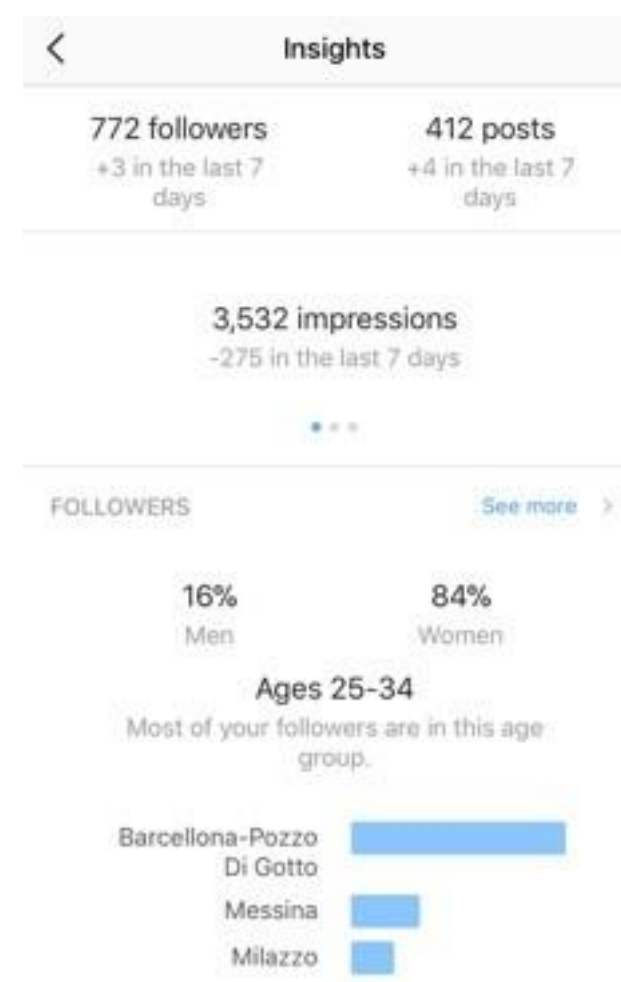 Insights
772 followers
+3 in the last 7
days
412 posts
+4 in the last 7
days
3,532 impressions
-275 in the last 7 days
FOLLOWERS
See more
16%
Men
84%
Women
Ages 25-34
Most of your followers are in this age
group.
Barcellona-Pozzo
Di Gotto
Messina
Milazzo